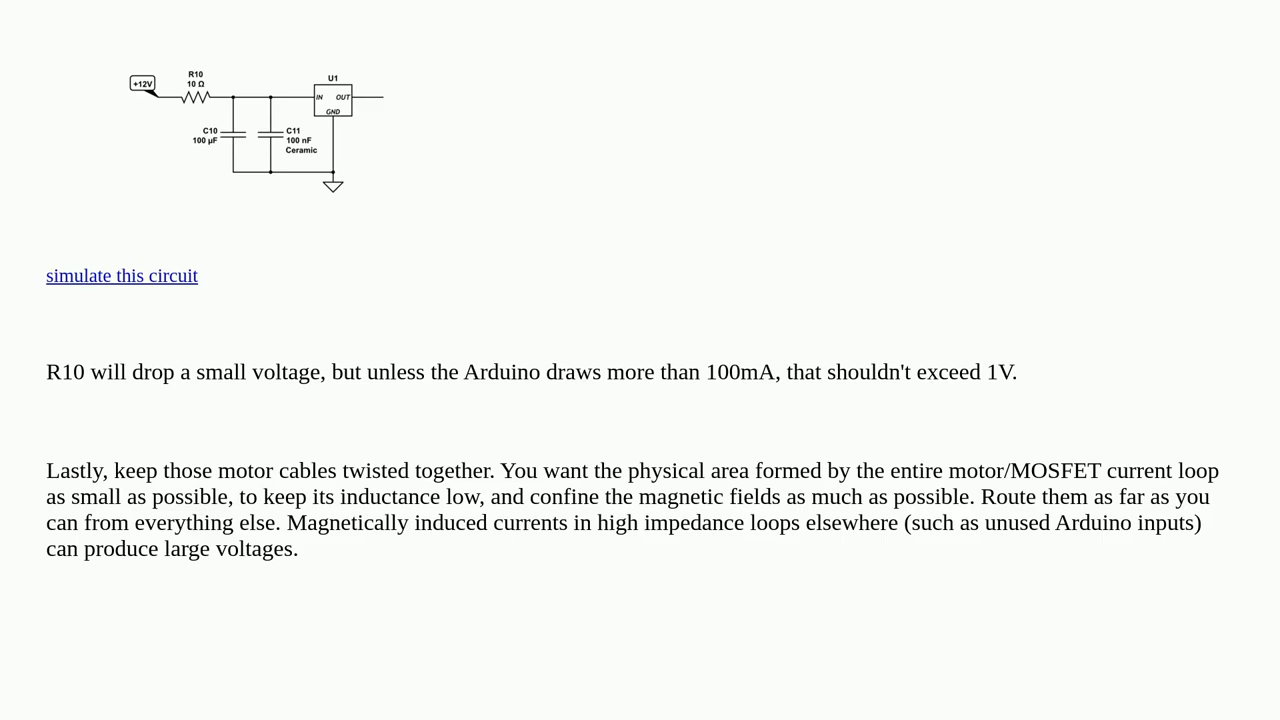 R10
10 Ω
+12V
U1
IN OUT
GND
C10
100 µF
C11
100 nF
Ceramic
simulate this circuit
R10 will drop a small voltage, but unless the Arduino draws more than 100mA, that shouldn't exceed 1V.
Lastly, keep those motor cables twisted together. You want the physical area formed by the entire motor/MOSFET current loop
as small as possible, to keep its inductance low, and confine the magnetic fields as much as possible. Route them as far as you
can from everything else. Magnetically induced currents in high impedance loops elsewhere (such as unused Arduino inputs)
can produce large voltages.